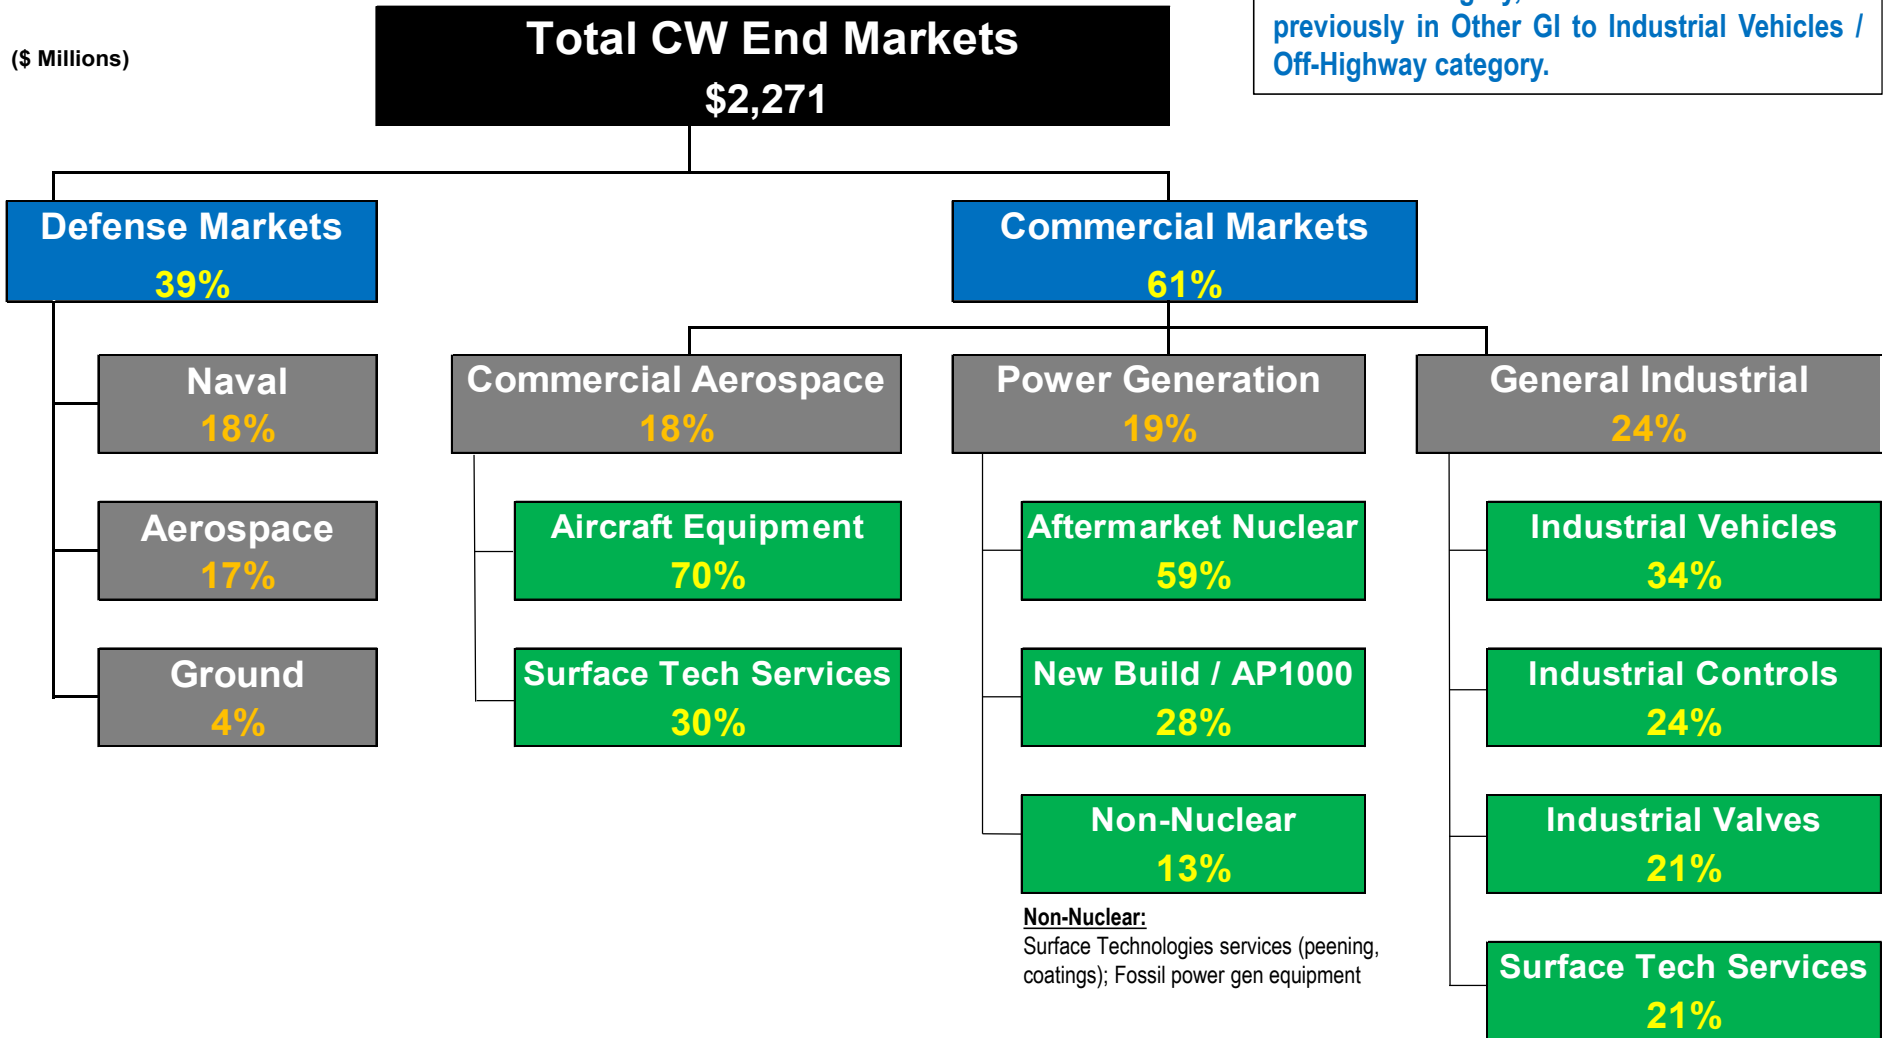 ($ Millions)
Total CW End Markets
$2,271
previously in Other GI to Industrial Vehicles /
Off-Highway category.
Defense Markets
39%
Commercial Markets
61%
Naval
18%
Commercial Aerospace
18%
Power Generation
19%
General Industrial
24%
Aerospace
17%
Aircraft Equipment
70%
Aftermarket Nuclear
59%
Industrial Vehicles
34%
Ground
4%
Surface Tech Services
30%
New Build / AP1000
28%
Industrial Controls
24%
Non-Nuclear
13%
Industrial Valves
21%
Non-Nuclear:
Surface Technologies services (peening,
coatings); Fossil power gen equipment
Surface Tech Services
21%